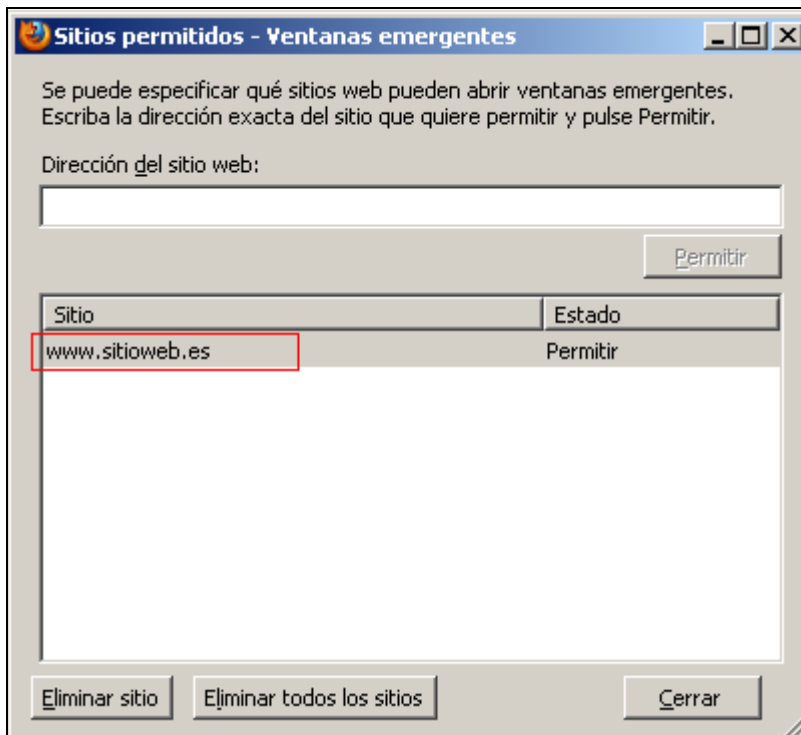 Sitios permitidos - Ventanas emergentes
Se puede especificar qué sitios web pueden abrir ventanas emergentes.
Escriba la dirección exacta del sitio que quiere permitir y pulse Permitir.
Dirección del sitio web:
Permitir
Sitio Estado
www.sitioweb.es Permitir
Eliminar sitio Eliminar todos los sitios Cerrar